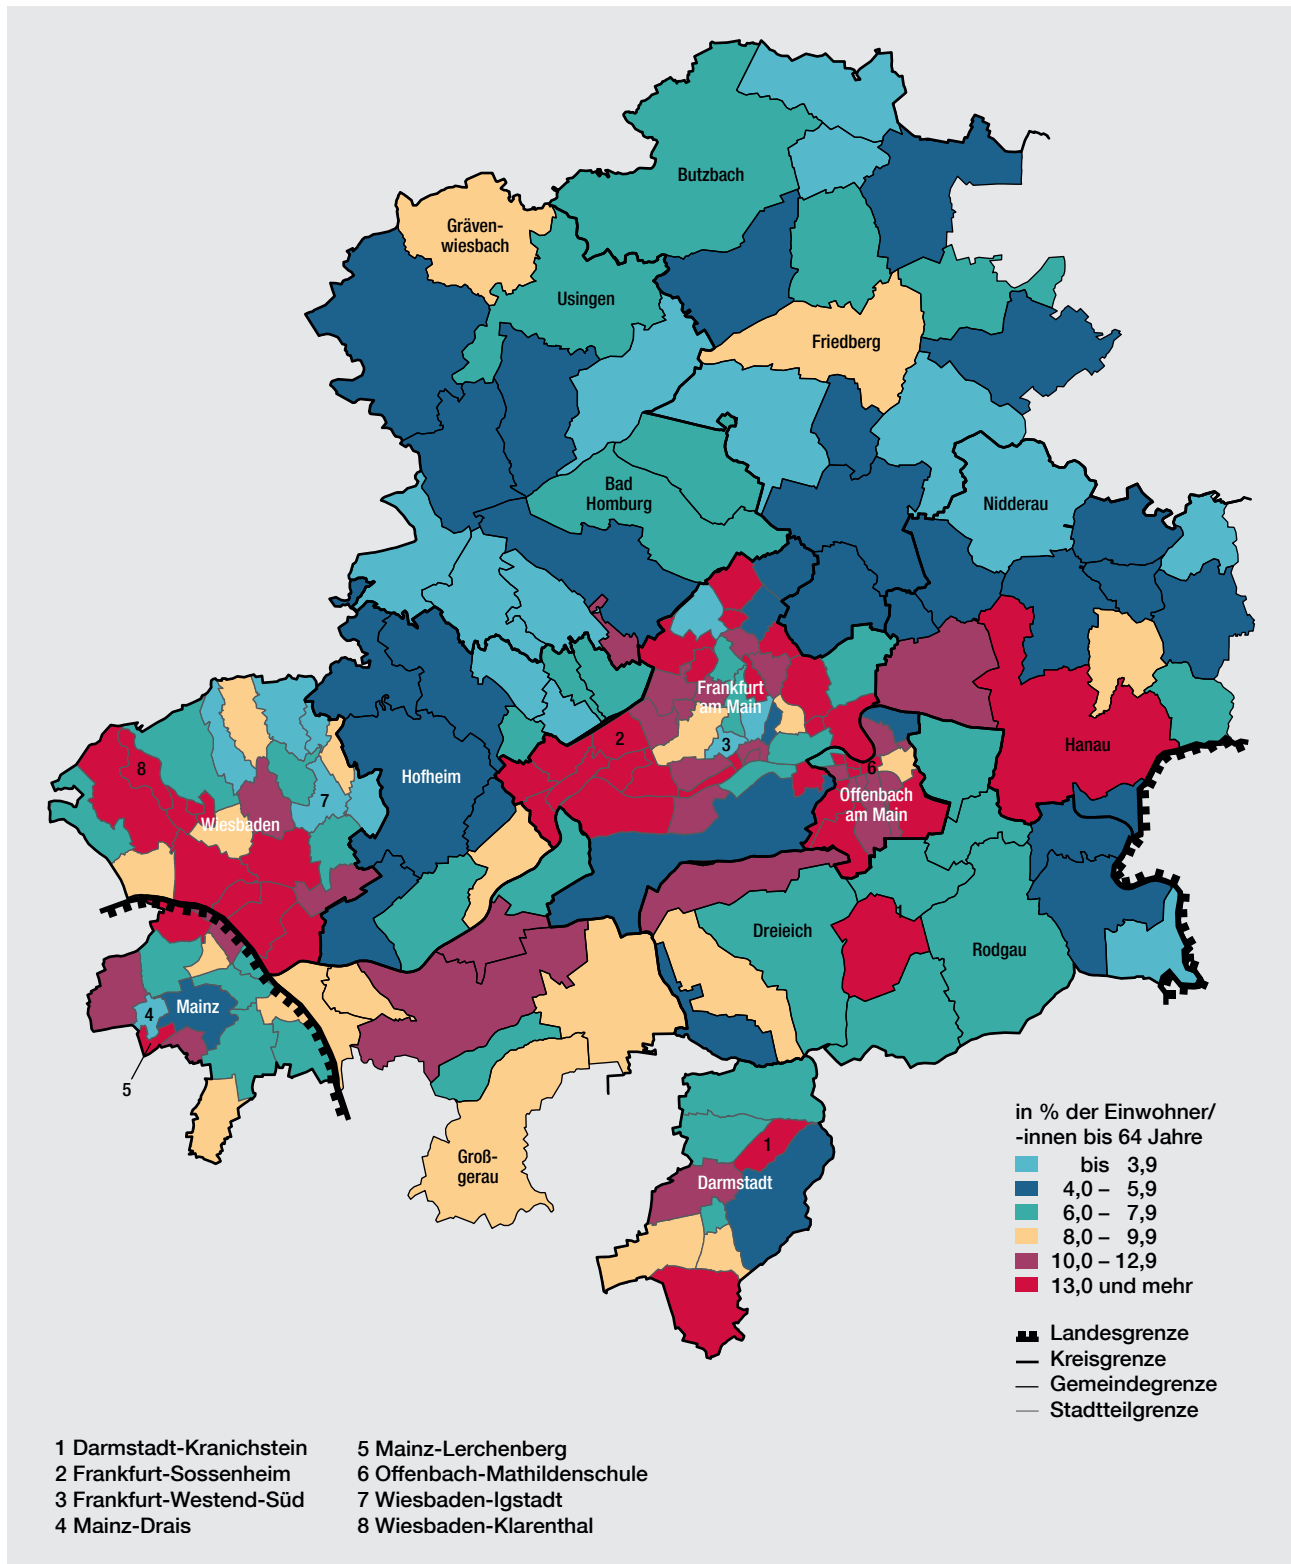 Butzbach
Gräven-
wiesbach
Usingen
Friedberg
Bad
Homburg
Nidderau
Frankfurt
am Main
2
3
Hanau
8
Hofheim
7
Wiesbaden
6
Offenbach
am Main
Dreieich
Rodgau
4
Mainz
5
1
Darmstadt
Groß-
gerau
in % der Einwohner/
-innen bis 64 Jahre
bis 3,9
4,0 – 5,9
6,0 – 7,9
8,0 – 9,9
10,0 – 12,9
13,0 und mehr
Landesgrenze
Kreisgrenze
Gemeindegrenze
Stadtteilgrenze
1 Darmstadt-Kranichstein
2 Frankfurt-Sossenheim
3 Frankfurt-Westend-Süd
4 Mainz-Drais
5 Mainz-Lerchenberg
6 Offenbach-Mathildenschule
7 Wiesbaden-Igstadt
8 Wiesbaden-Klarenthal